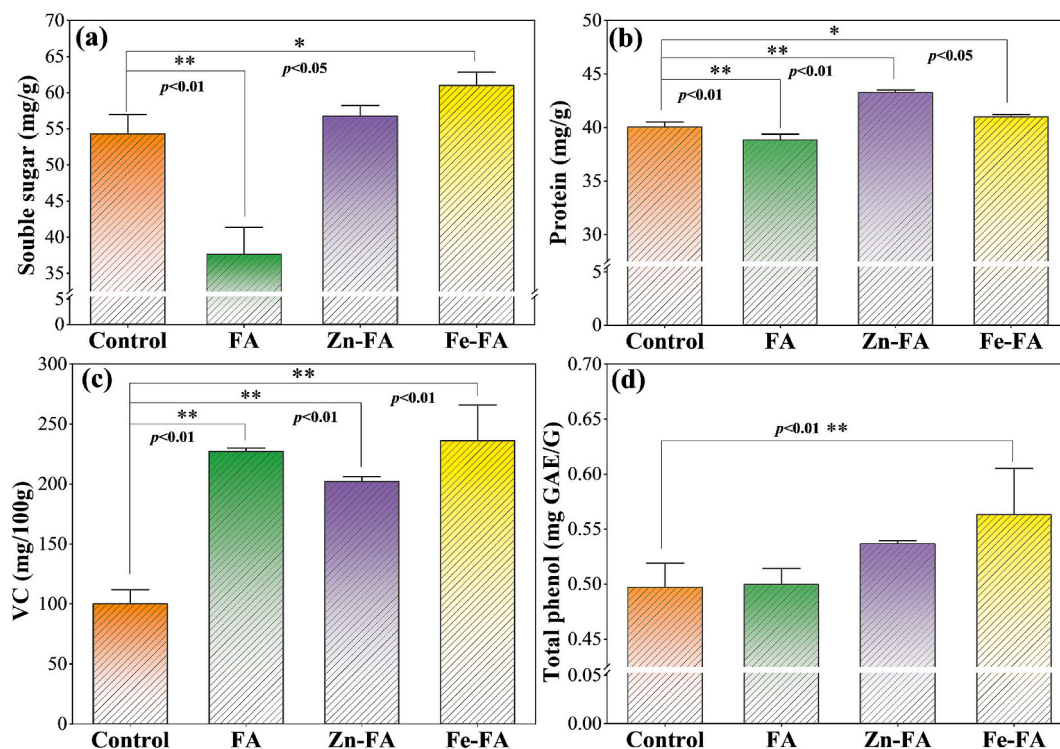 (a)
Souble sugar (mg/g)
70
65
60
55
50
45
40
35
5
0
*
**
p<0.05
p<0.01
Control FA Zn-FA Fe-FA
(b)
Protein (mg/g)
50
45
40
35
30
5
0
*
**
p<0.05
**
p<0.01
p<0.01
Control FA Zn-FA Fe-FA
(c)
VC (mg/100g)
300
250
200
150
100
50
0
**
**
p<0.01
**
p<0.01
p<0.01
Control FA Zn-FA Fe-FA
(d)
Total phenol (mg GAE/G)
0.70
0.65
0.60
0.55
0.50
0.45
0.05
0.00
p<0.01 **
Control FA Zn-FA Fe-FA